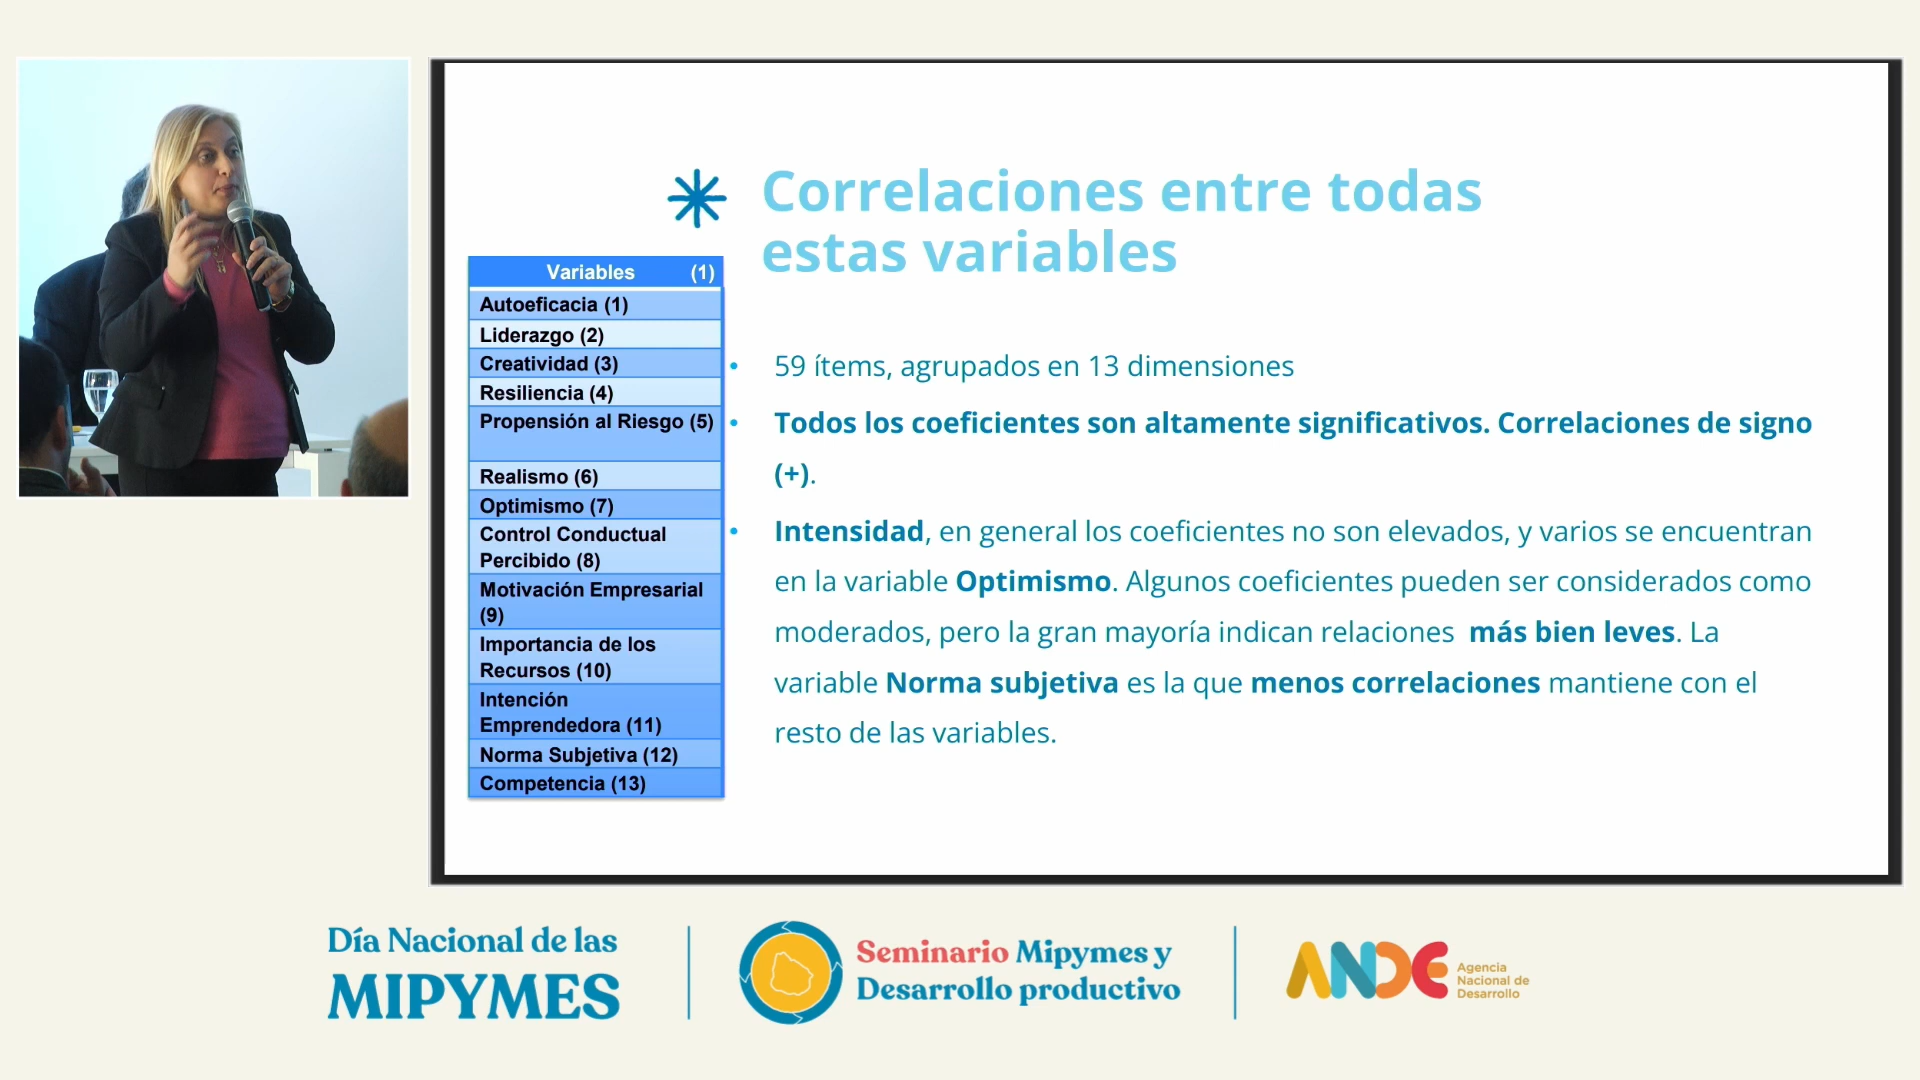 Correlaciones entre todas
estas variables
Variables (1)
Autoeficacia (1)
Liderazgo (2)
Creatividad (3)
Resiliencia (4)
Propensión al Riesgo (5)
Realismo (6)
Optimismo (7)
Control Conductual
Percibido (8)
Motivación Empresarial
(9)
Importancia de los
Recursos (10)
Intención
Emprendedora (11)
Norma Subjetiva (12)
Competencia (13)
• 59 ítems, agrupados en 13 dimensiones
• Todos los coeficientes son altamente significativos. Correlaciones de signo
(+).
• Intensidad, en general los coeficientes no son elevados, y varios se encuentran
en la variable Optimismo. Algunos coeficientes pueden ser considerados como
moderados, pero la gran mayoría indican relaciones más bien leves. La
variable Norma subjetiva es la que menos correlaciones mantiene con el
resto de las variables.
Día Nacional de las
MIPYMES
Seminario Mipymes y
Desarrollo productivo
ANDE
Agencia
Nacional de
Desarrollo